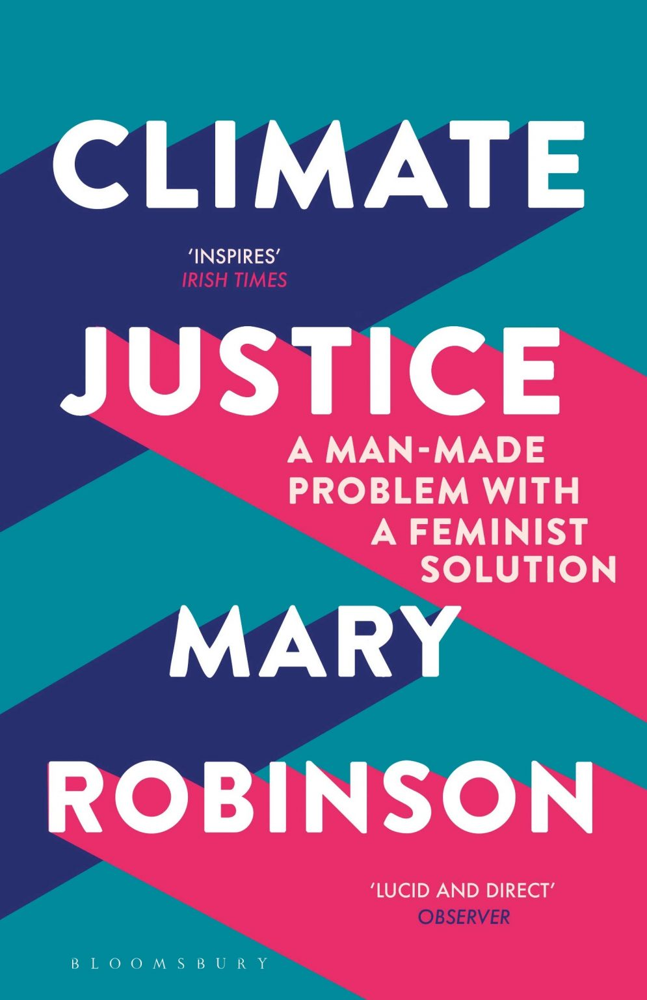 CLIMATE
‘INSPIRES’
IRISH TIMES
JUSTICE
A MAN-MADE
PROBLEM WITH
A FEMINIST
SOLUTION
MARY
ROBINSON
‘LUCID AND DIRECT’
OBSERVER
BLOOMSBURY